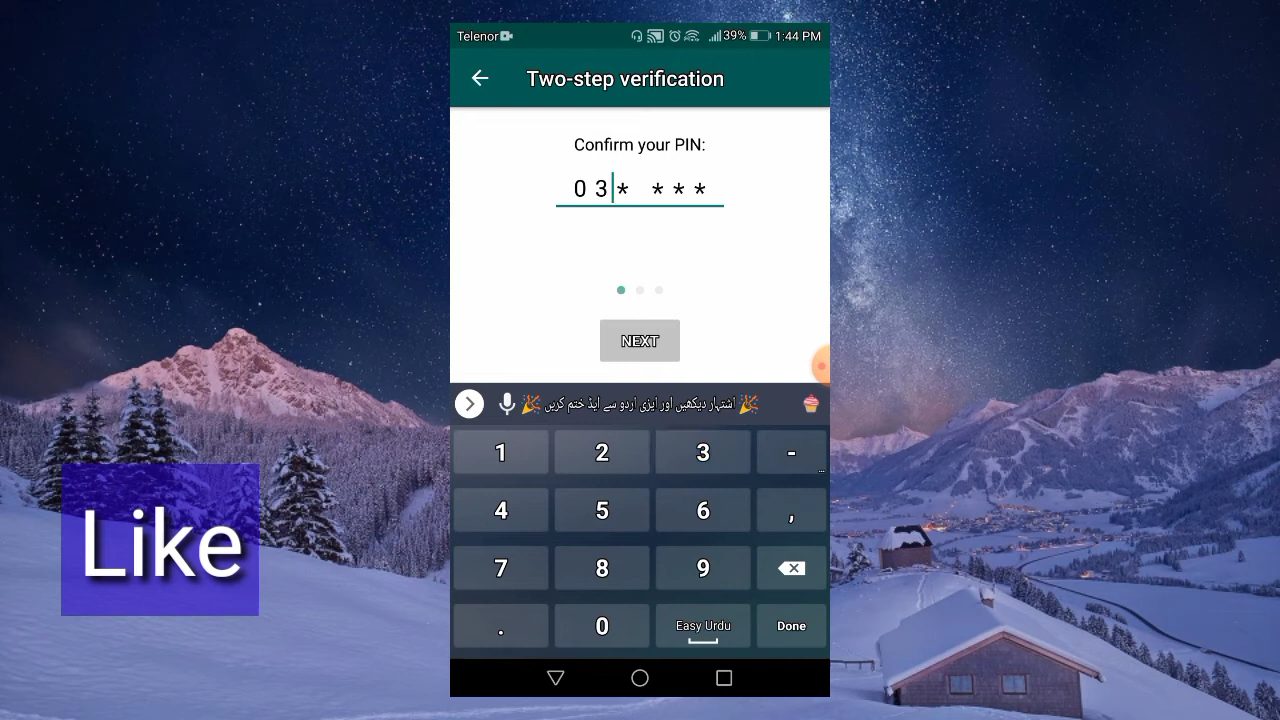 Telenor 39% 1:44 PM
Two-step verification
Confirm your PIN:
0 3 * * * *
NEXT
اشتہار دیکھیں اور ایزی اردو سے ایڈ ختم کریں
1 2 3 -
...
4 5 6 ,
7 8 9
. 0 Easy Urdu Done
Like